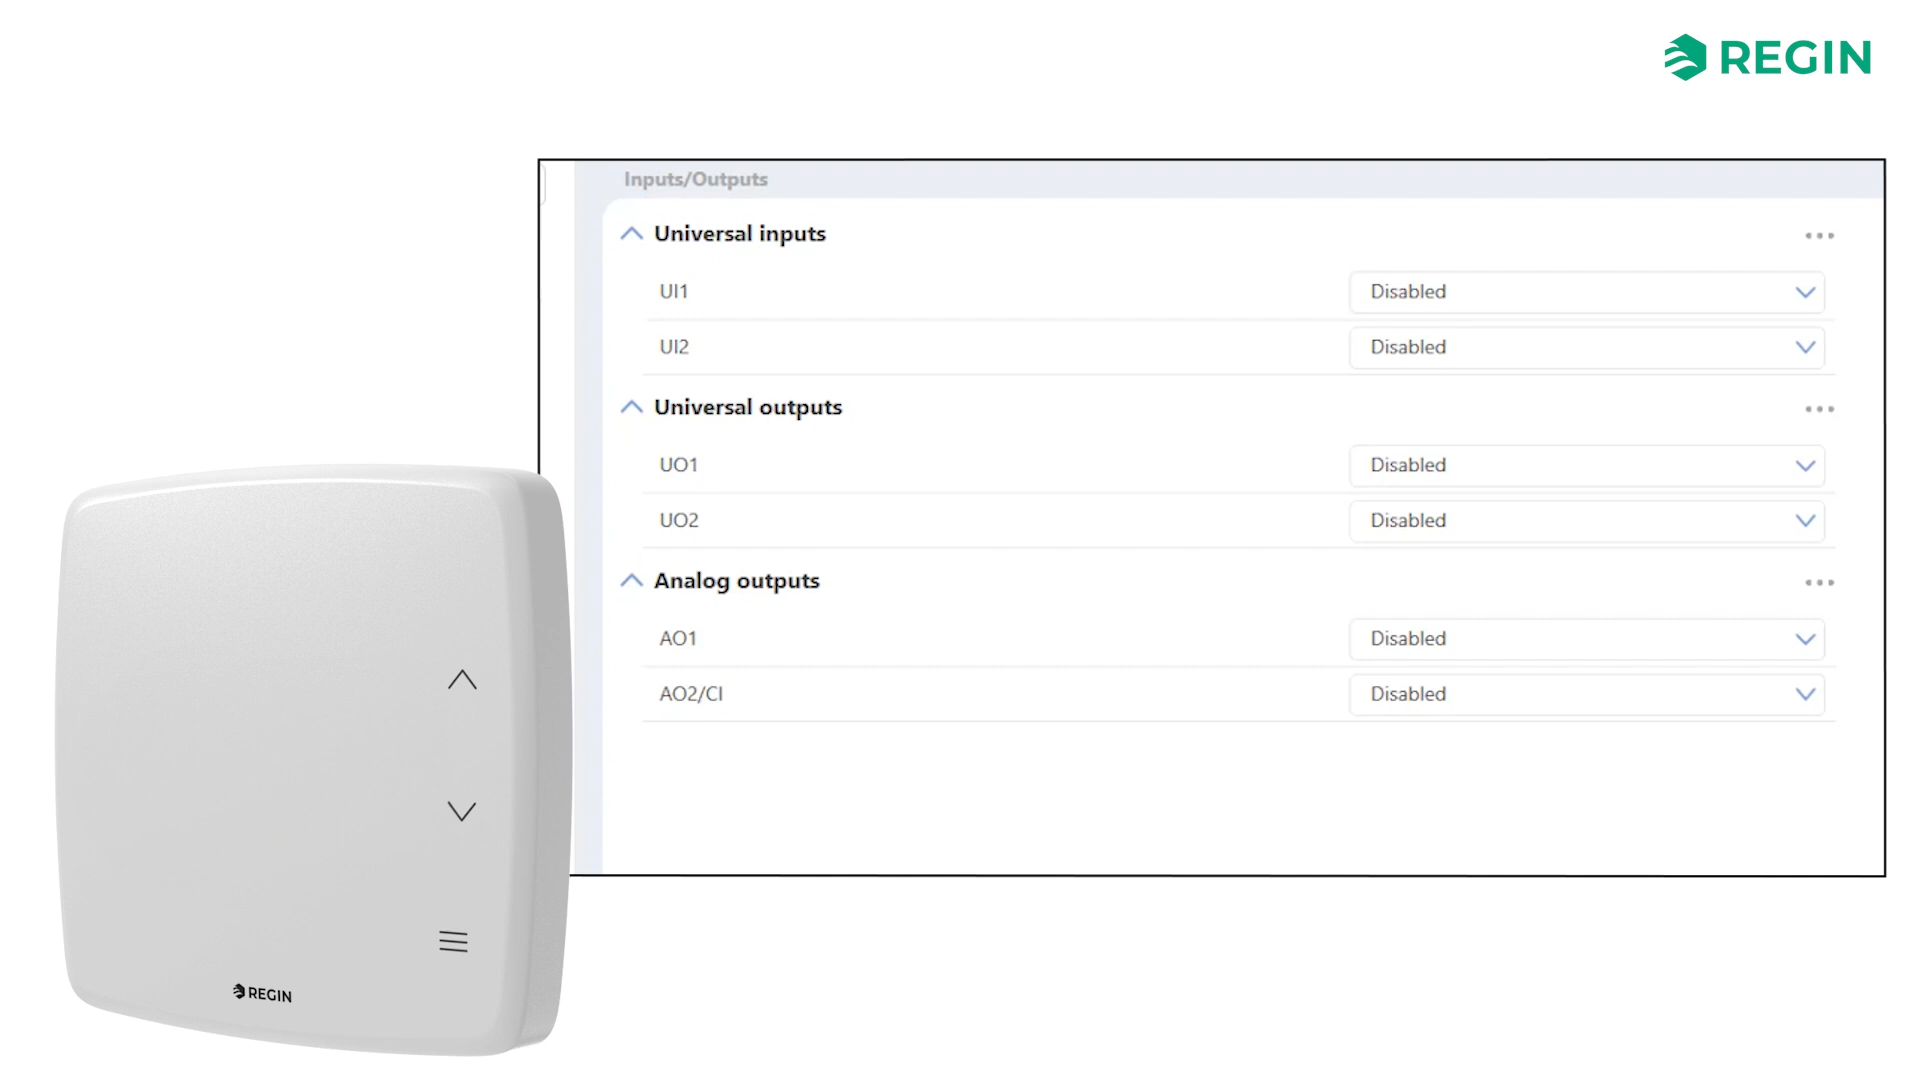 REGIN
Inputs/Outputs
Universal inputs
UI1 Disabled
UI2 Disabled
Universal outputs
UO1 Disabled
UO2 Disabled
Analog outputs
AO1 Disabled
AO2/CI Disabled
REGIN